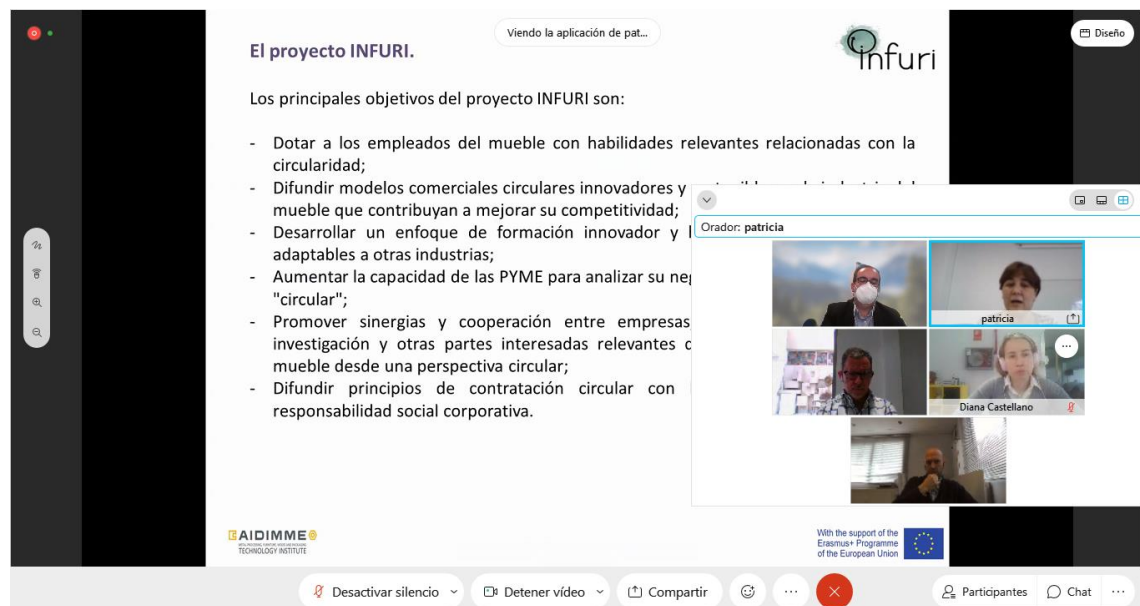 Viendo la aplicación de pat...
Diseño
El proyecto INFURI.
infuri
Los principales objetivos del proyecto INFURI son:
- Dotar a los empleados del mueble con habilidades relevantes relacionadas con la
circularidad;
- Difundir modelos comerciales circulares innovadores y
mueble que contribuyan a mejorar su competitividad;
- Desarrollar un enfoque de formación innovador y
adaptables a otras industrias;
- Aumentar la capacidad de las PYME para analizar su neg
"circular";
- Promover sinergias y cooperación entre empresas
investigación y otras partes interesadas relevantes
mueble desde una perspectiva circular;
- Difundir principios de contratación circular con
responsabilidad social corporativa.
Orador: patricia
patricia
Diana Castellano
AIDIMME
TECHNOLOGY INSTITUTE
With the support of the
Erasmus+ Programme
of the European Union
Desactivar silencio
Detener vídeo
Compartir
Participantes
Chat